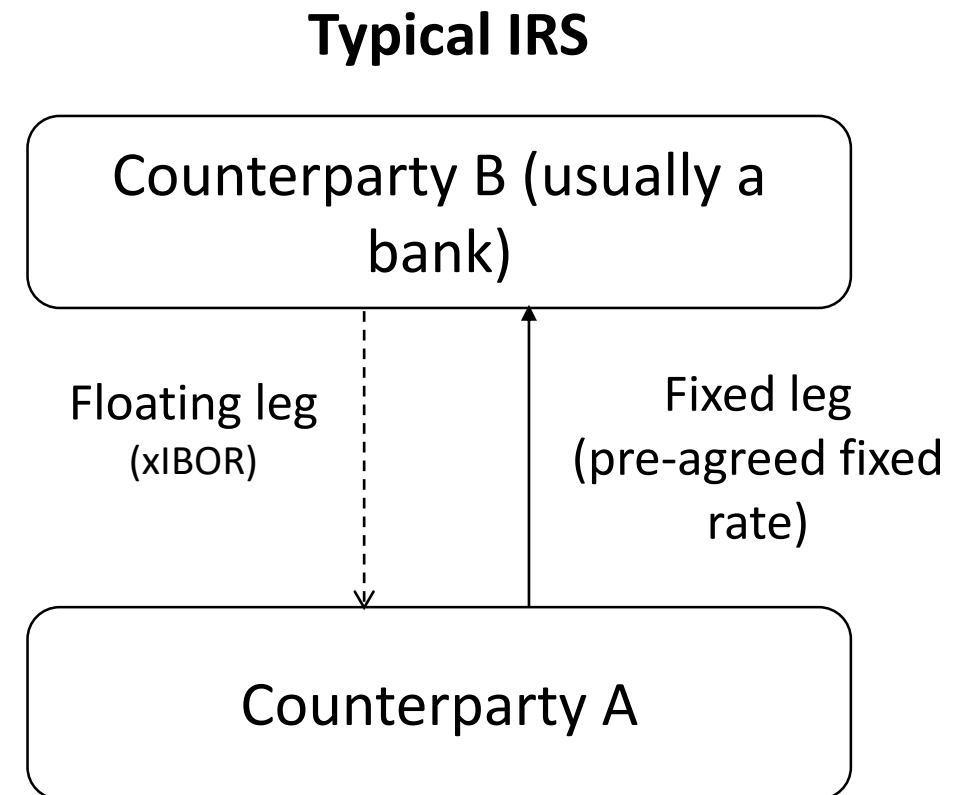 Typical IRS
Counterparty B (usually a
bank)
Floating leg
(xIBOR)
Fixed leg
(pre-agreed fixed
rate)
Counterparty A